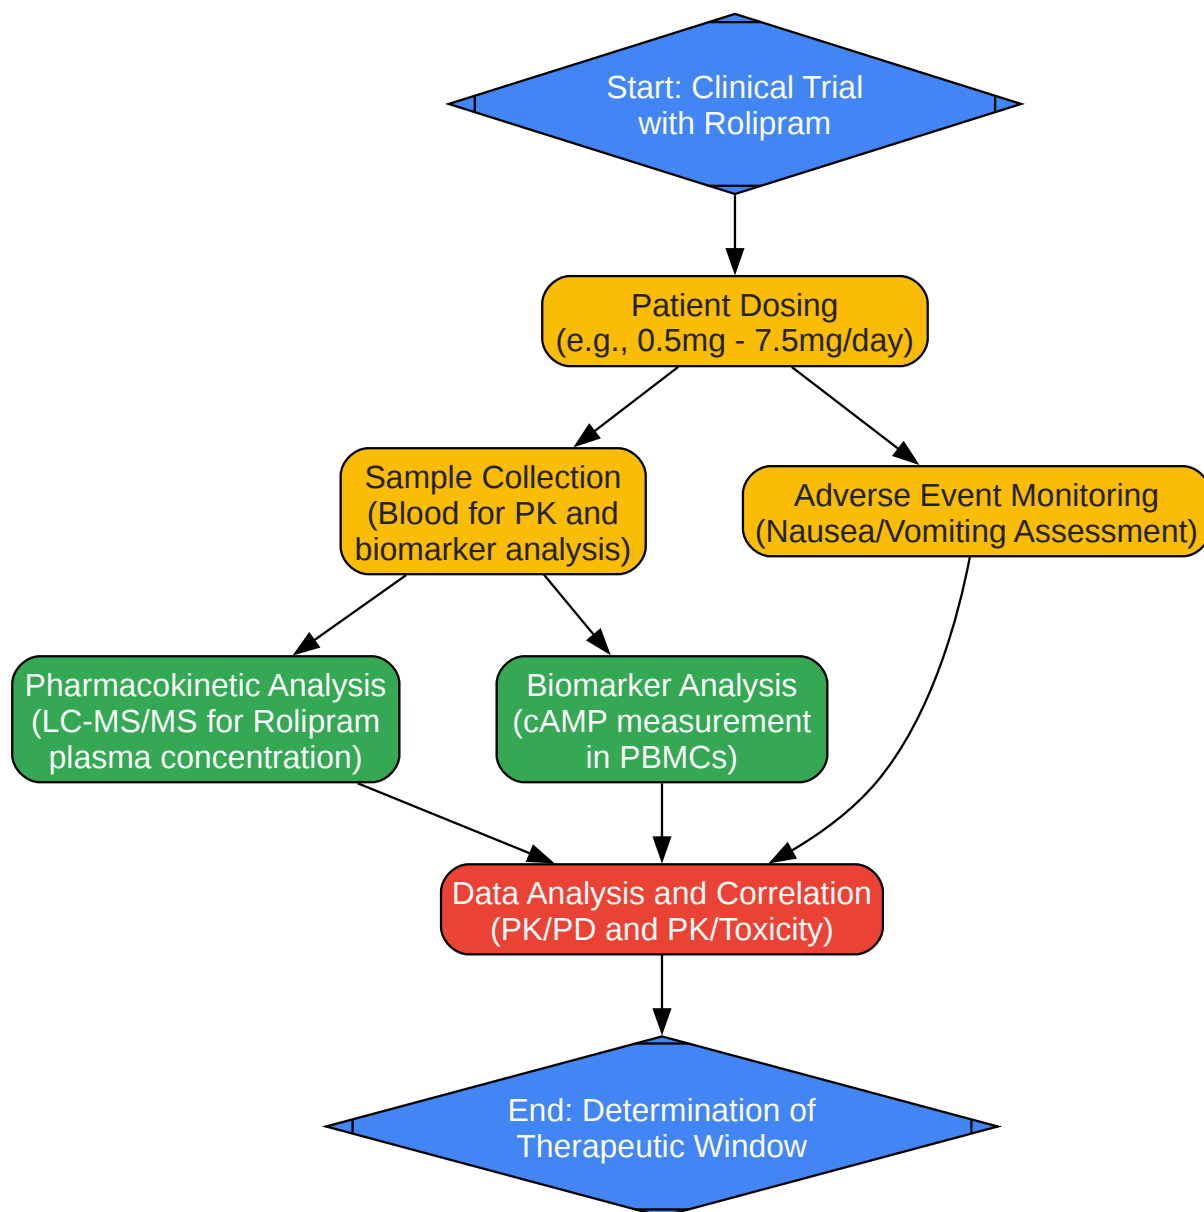 Start: Clinical Trial
with Rolipram
Patient Dosing
(e.g., 0.5mg - 7.5mg/day)
Sample Collection
(Blood for PK and
biomarker analysis)
Adverse Event Monitoring
(Nausea/Vomiting Assessment)
Pharmacokinetic Analysis
(LC-MS/MS for Rolipram
plasma concentration)
Biomarker Analysis
(cAMP measurement
in PBMCs)
Data Analysis and Correlation
(PK/PD and PK/Toxicity)
End: Determination of
Therapeutic Window